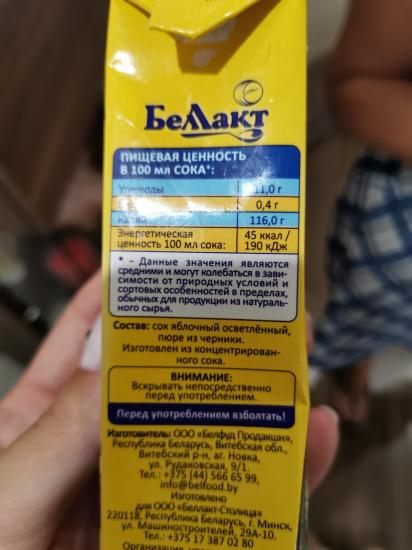 Беллакт
ПИЩЕВАЯ ЦЕННОСТЬ
В 100 МЛ СОКА*:
Углеводы 11,0 г
0,4 г
Калий 116,0 г
Энергетическая
ценность 100 мл сока: 45 ккал /
190 кДж
* - Данные значения являются
средними и могут колебаться в зави-
симости от природных условий и
сортовых особенностей в пределах,
обычных для продукции из натураль-
ного сырья.
Состав: сок яблочный осветлённый,
пюре из черники.
Изготовлен из концентрирован-
ного сока.
ВНИМАНИЕ:
Вскрывать непосредственно
перед употреблением.
Перед употреблением взболтать!
Изготовитель: ООО «Белфуд Продакшн»,
Республика Беларусь, Витебская обл.,
Витебский р-н, аг. Новка,
ул. Рудаковская, 9/1.
Тел.: +375 (44) 566 65 99,
info@belfood.by
Изготовлено
для ООО «Беллакт-Столица»
220118, Республика Беларусь, г. Минск,
ул. Машиностроителей, 29А-10.
Тел.: +375 17 387 02 80